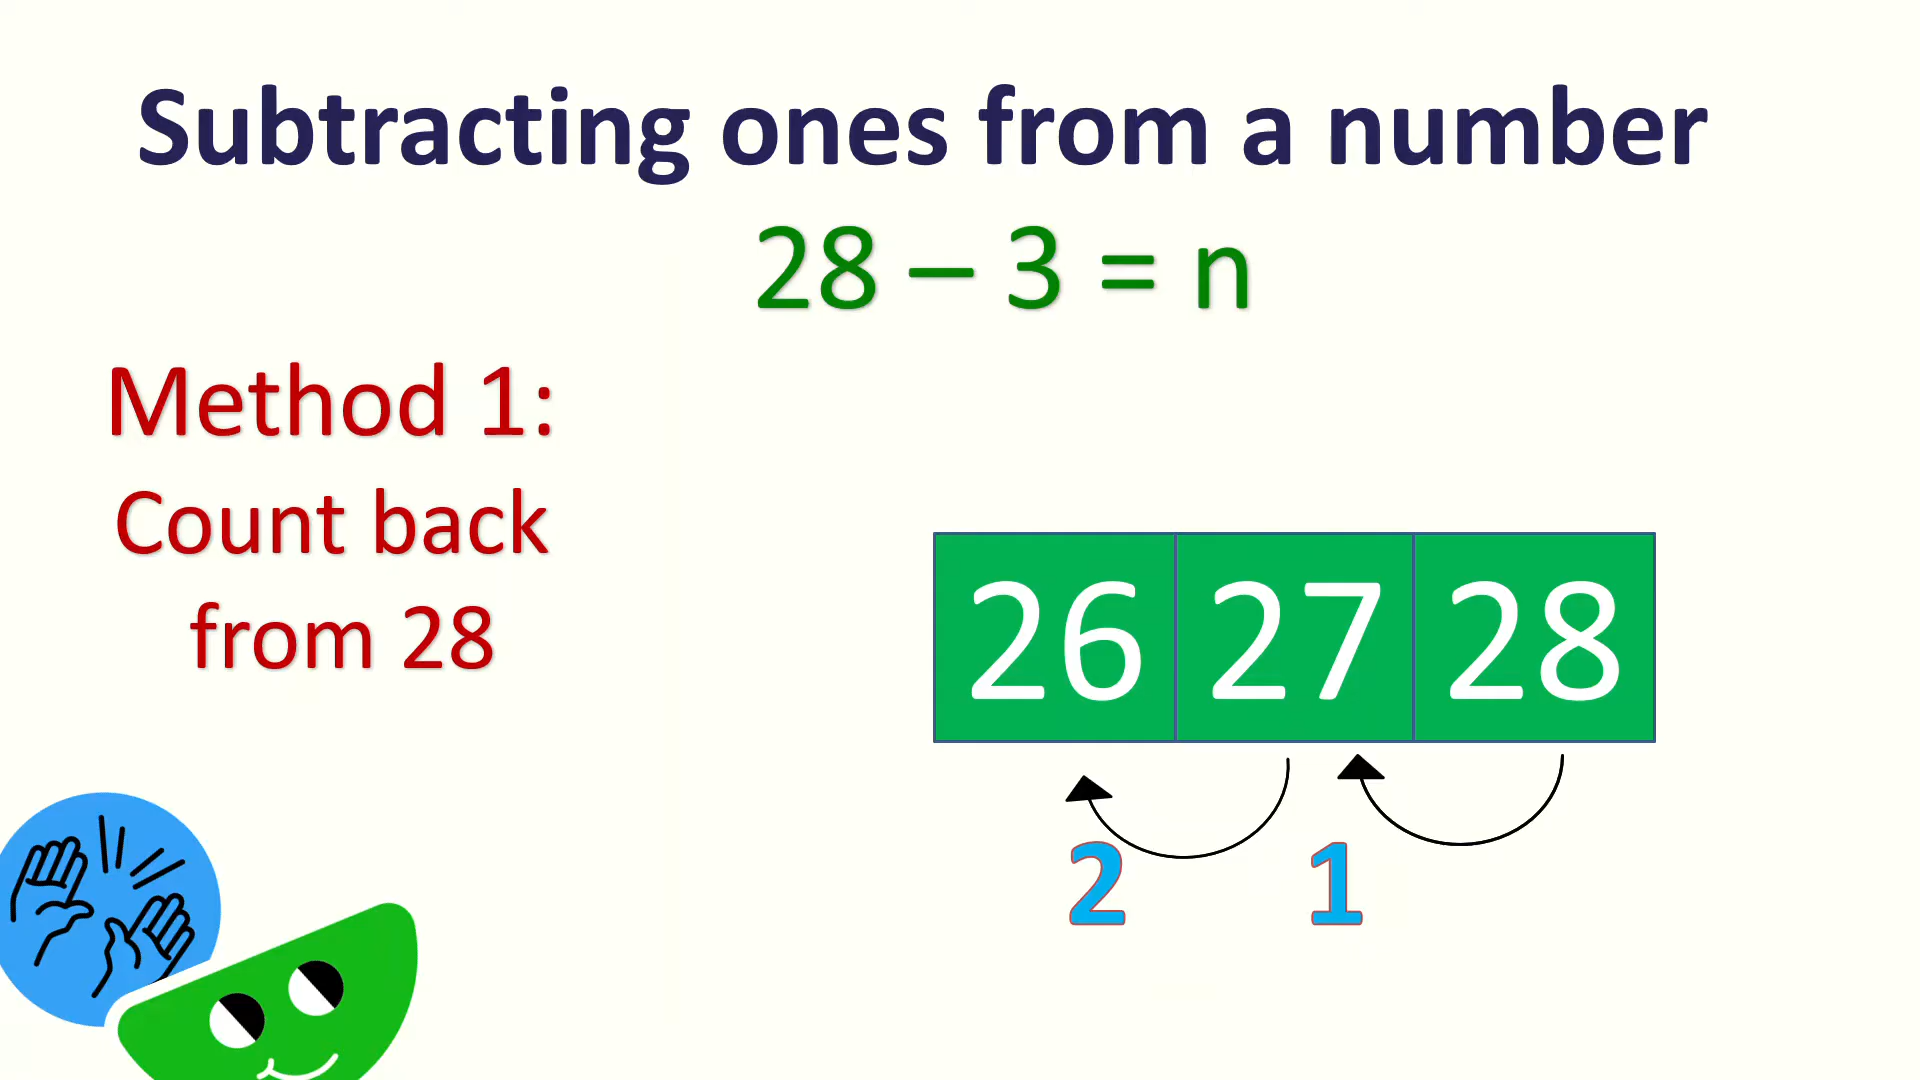 Subtracting ones from a number
28 – 3 = n
Method 1:
Count back
from 28
26 27 28
2 1